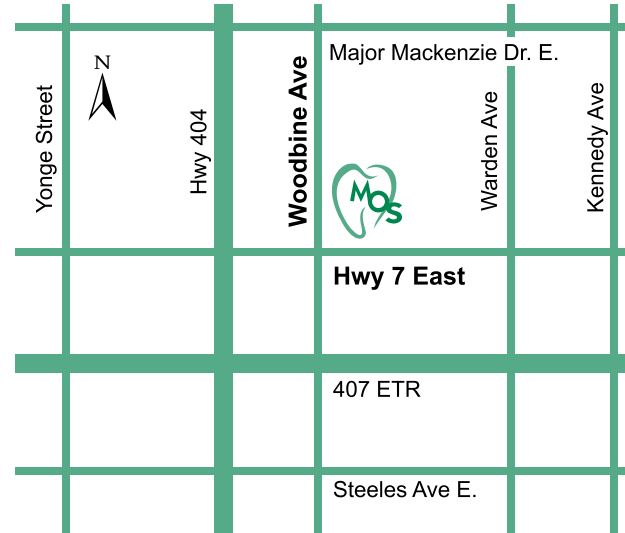 Major Mackenzie Dr. E.
N
Yonge Street
Hwy 404
Woodbine Ave
Warden Ave
Kennedy Ave
MOS
Hwy 7 East
407 ETR
Steeles Ave E.